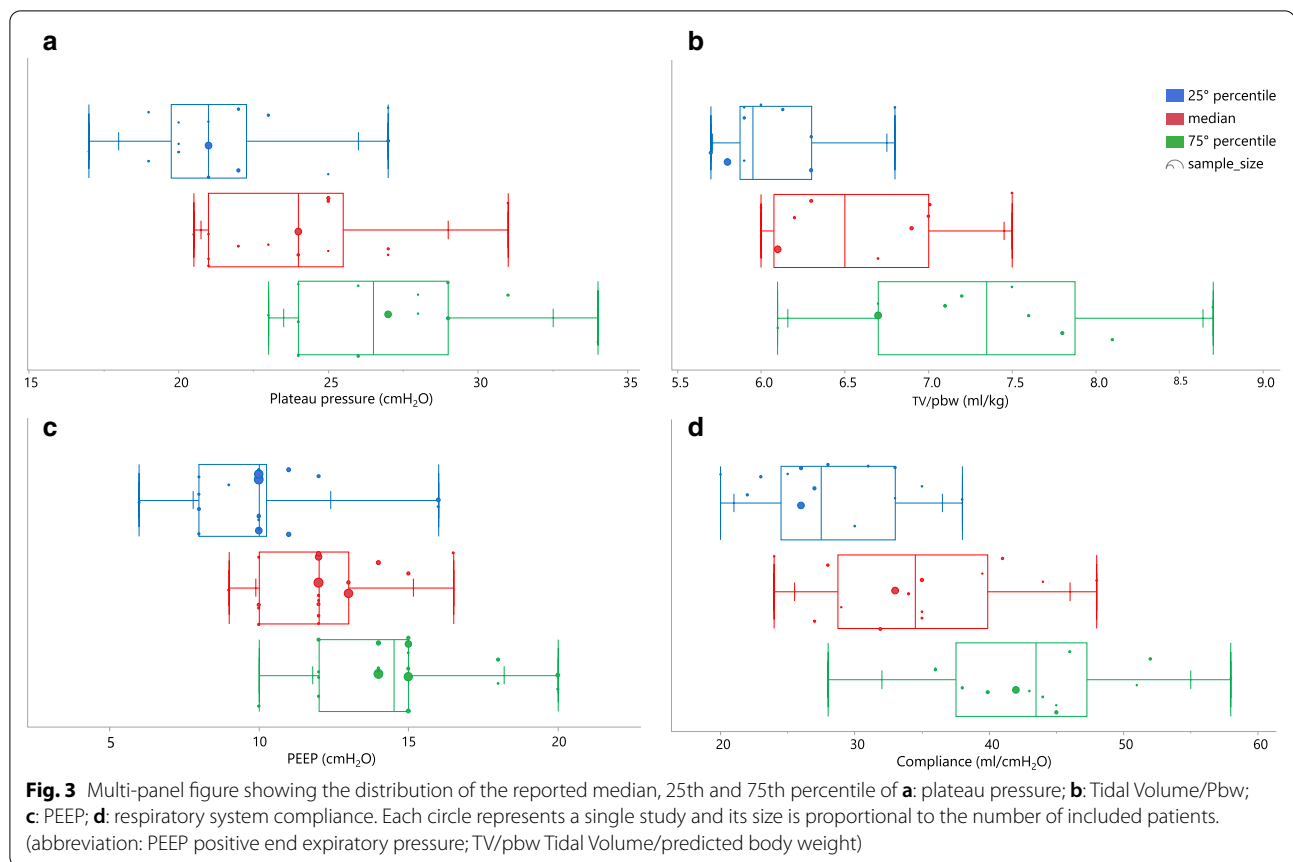 a
15 20 25 30 35
Plateau pressure (cmH₂O)
b
25° percentile
median
75° percentile
sample_size
5.5 6.0 6.5 7.0 7.5 8.0 8.5 9.0
TV/pbw (ml/kg)
c
5 10 15 20
PEEP (cmH₂O)
d
20 30 40 50 60
Compliance (ml/cmH₂O)
Fig. 3 Multi-panel figure showing the distribution of the reported median, 25th and 75th percentile of a: plateau pressure; b: Tidal Volume/Pbw;
c: PEEP; d: respiratory system compliance. Each circle represents a single study and its size is proportional to the number of included patients.
(abbreviation: PEEP positive end expiratory pressure; TV/pbw Tidal Volume/predicted body weight)